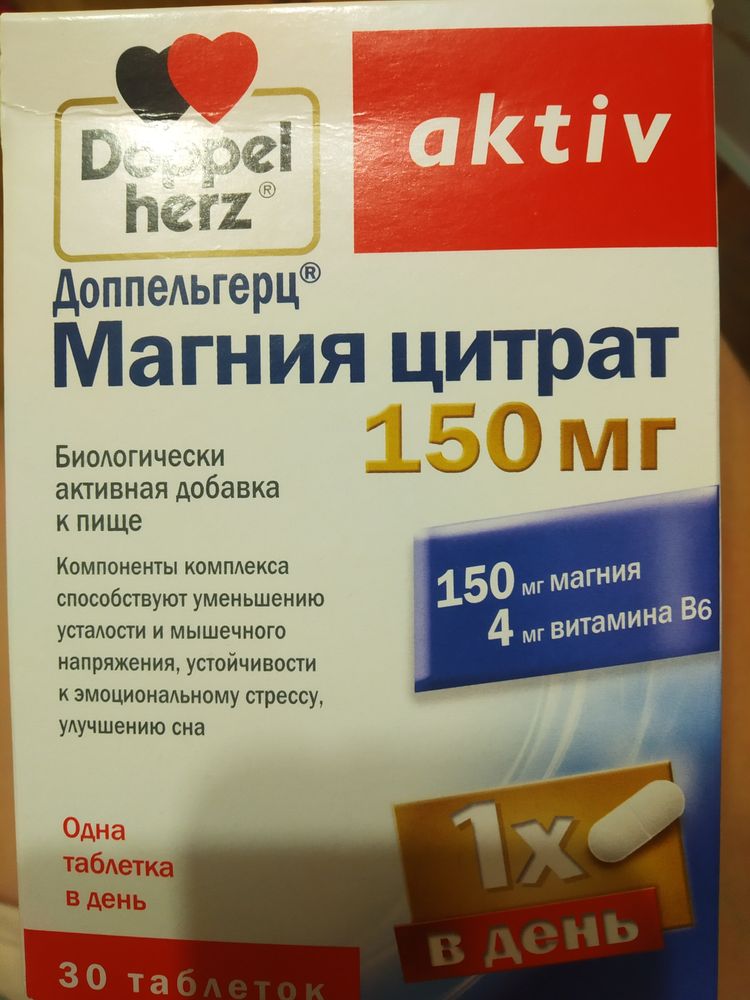 Doppel
herz®
aktiv
Доппельгерц®
Магния цитрат
150 мг
Биологически
активная добавка
к пище
150 мг магния
4 мг витамина B6
Компоненты комплекса
способствуют уменьшению
усталости и мышечного
напряжения, устойчивости
к эмоциональному стрессу,
улучшению сна
Одна
таблетка
в день
1x
в день
30 таблеток